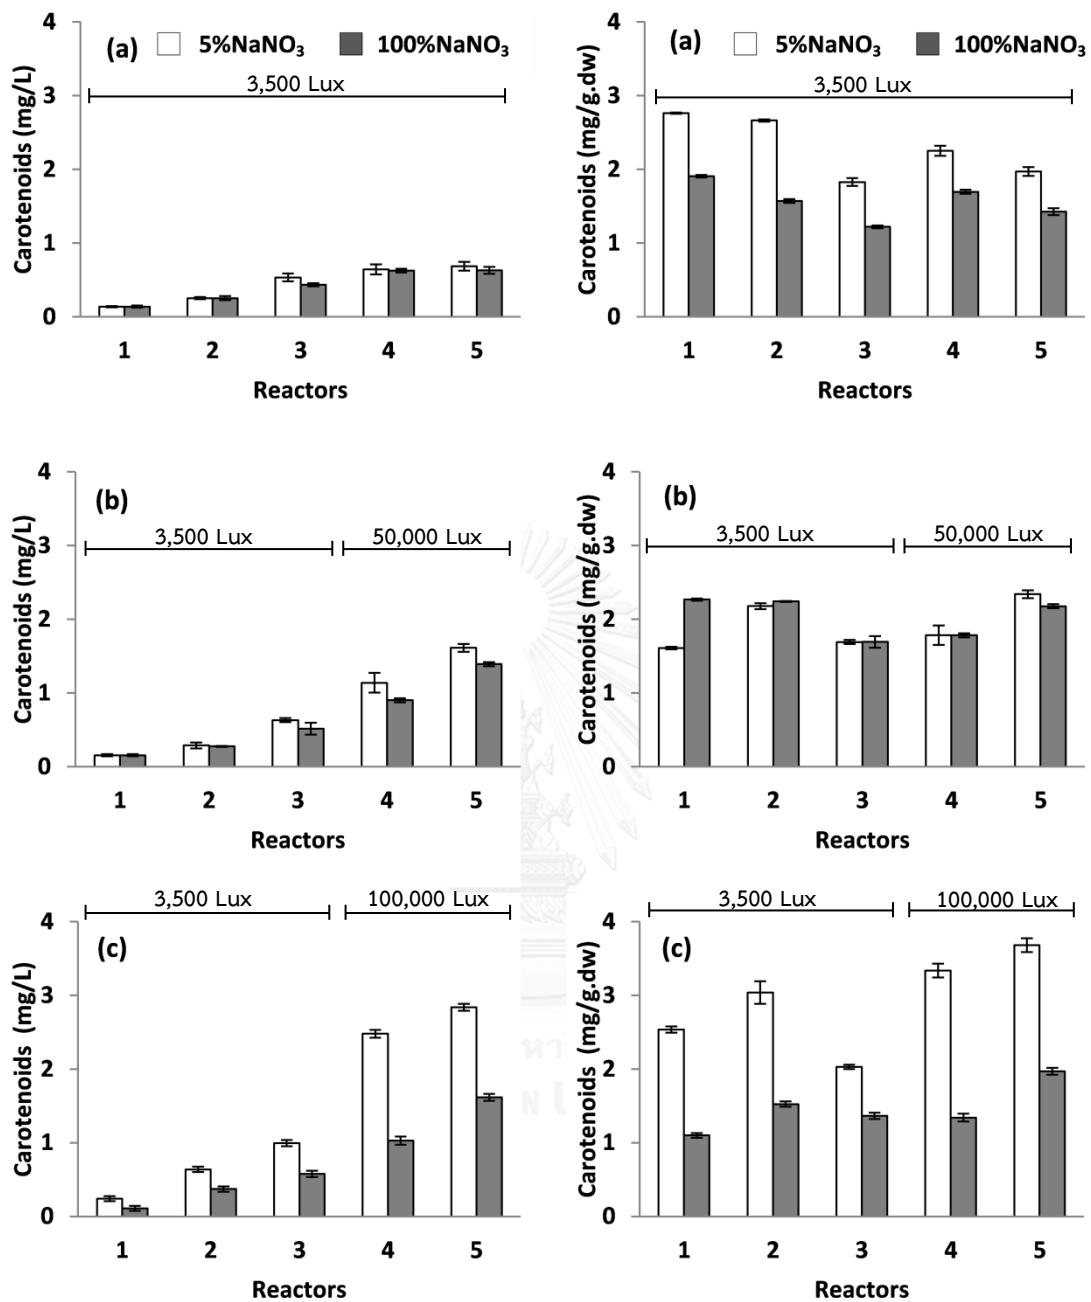 (a) 5%NaNO₃ 100%NaNO₃
3,500 Lux
Carotenoids (mg/L)
4
3
2
1
0
1 2 3 4 5
Reactors
(a) 5%NaNO₃ 100%NaNO₃
3,500 Lux
Carotenoids (mg/g.dw)
4
3
2
1
0
1 2 3 4 5
Reactors
(b)
3,500 Lux 50,000 Lux
Carotenoids (mg/L)
4
3
2
1
0
1 2 3 4 5
Reactors
(b)
3,500 Lux 50,000 Lux
Carotenoids (mg/g.dw)
4
3
2
1
0
1 2 3 4 5
Reactors
3,500 Lux 100,000 Lux
(c)
Carotenoids (mg/L)
4
3
2
1
0
1 2 3 4 5
Reactors
3,500 Lux 100,000 Lux
(c)
Carotenoids (mg/g.dw)
4
3
2
1
0
1 2 3 4 5
Reactors